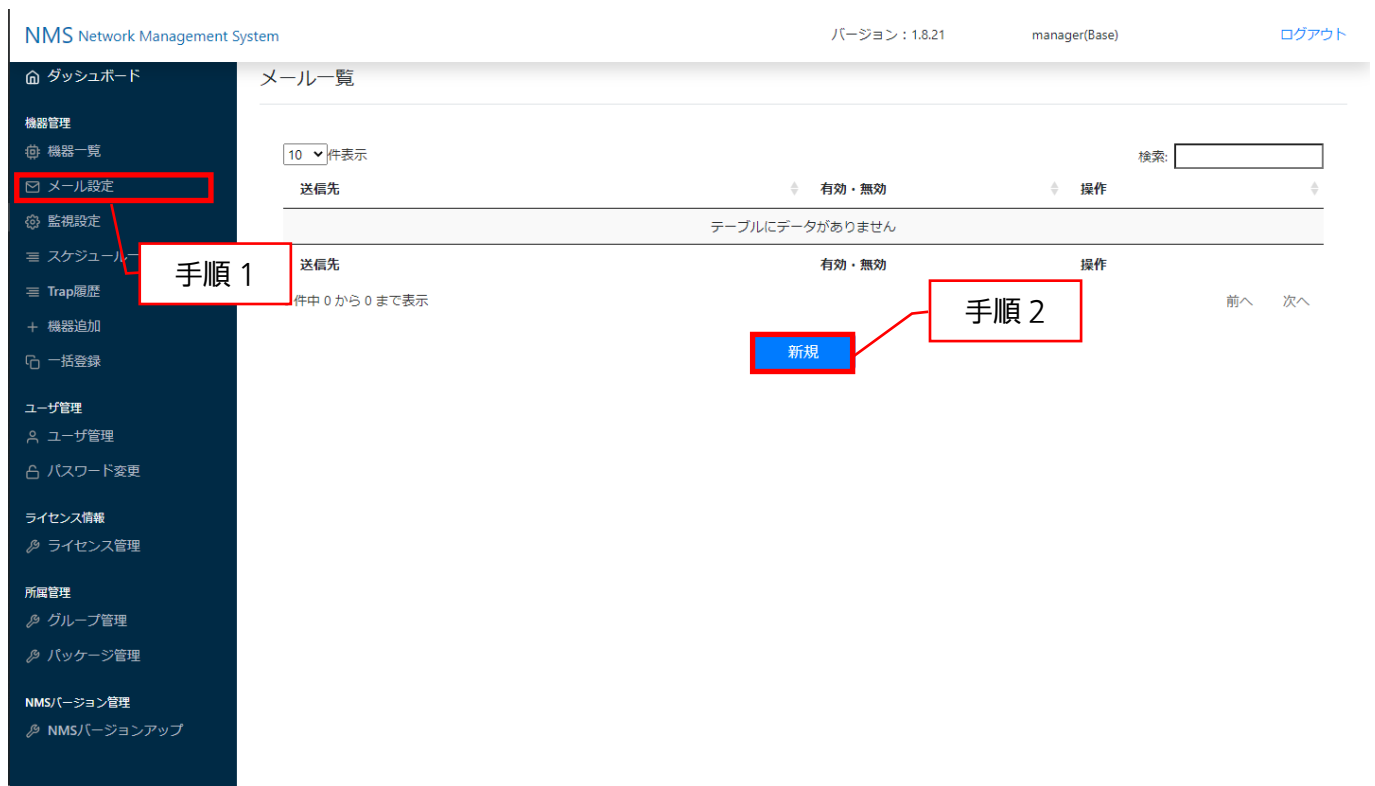 NMS Network Management System
バージョン：1.8.21
manager(Base)
ログアウト
ダッシュボード
機器管理
機器一覧
メール設定
監視設定
スケジュール一
Trap履歴
機器追加
一括登録
ユーザ管理
ユーザ管理
パスワード変更
ライセンス情報
ライセンス管理
所属管理
グループ管理
パッケージ管理
NMSバージョン管理
NMSバージョンアップ
メール一覧
10 件表示
検索:
送信先 有効・無効 操作
テーブルにデータがありません
送信先 有効・無効 操作
件中 0 から 0 まで表示
前へ 次へ
新規
手順 1
手順 2